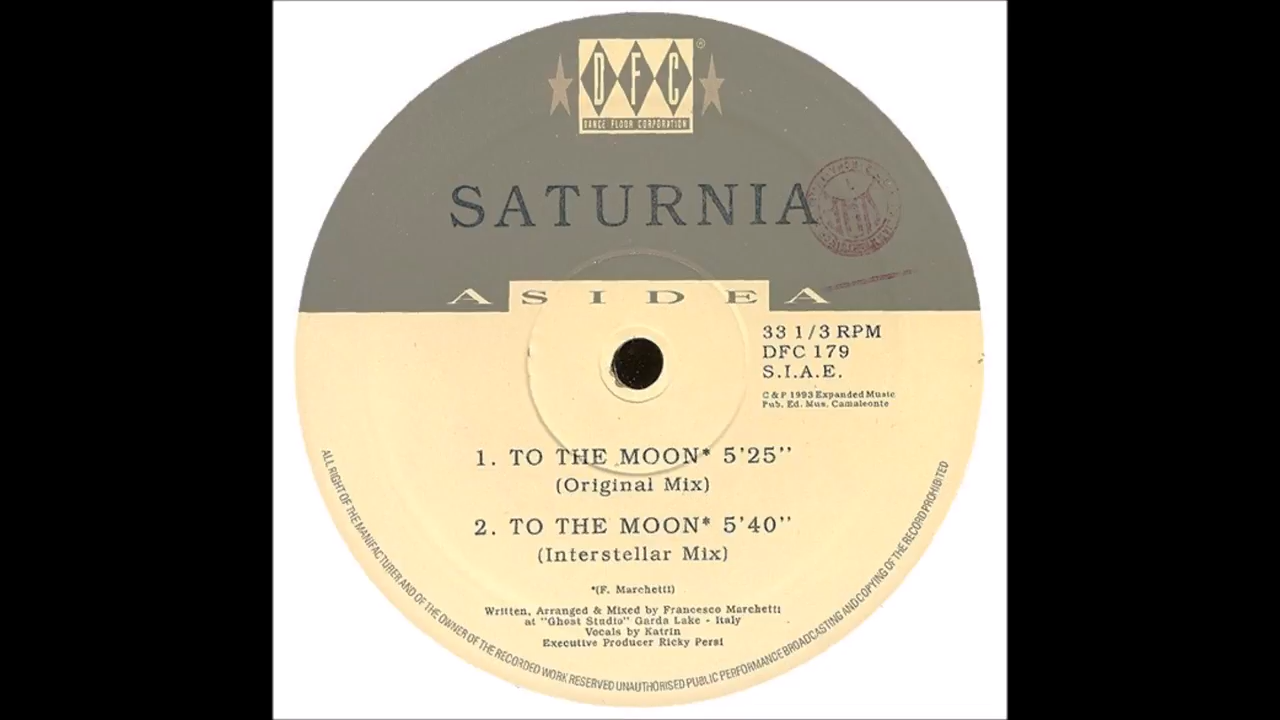 DFC
®
DANCE FLOOR CORPORATION
SATURNIA
A SIDE A
33 1/3 RPM
DFC 179
S.I.A.E.
C & P 1993 Expanded Music
Pub. Ed. Mus. Camaleonte
1. TO THE MOON* 5'25"
(Original Mix)
2. TO THE MOON* 5'40"
(Interstellar Mix)
*(F. Marchetti)
Written, Arranged & Mixed by Francesco Marchetti
at "Ghost Studio" Garda Lake - Italy
Vocals by Katrin
Executive Producer Ricky Persi
ALL RIGHT OF THE MANIFACTURER AND OF THE OWNER OF THE RECORDED WORK RESERVED UNAUTHORISED PUBLIC PERFORMANCE BROADCASTING AND COPYING OF THE RECORD PROHIBITED